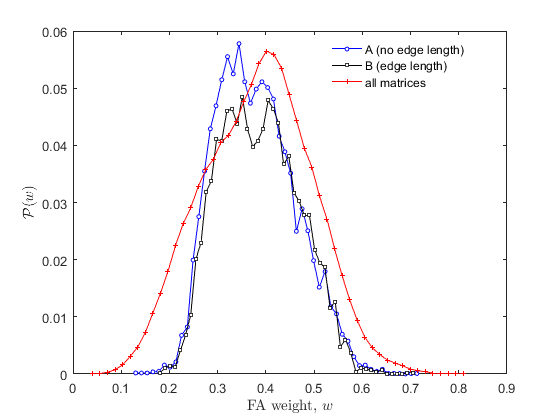 0.06
0.05
0.04
0.03
0.02
0.01
0
𝒫(w)
A (no edge length)
B (edge length)
all matrices
0 0.1 0.2 0.3 0.4 0.5 0.6 0.7 0.8 0.9
FA weight, w